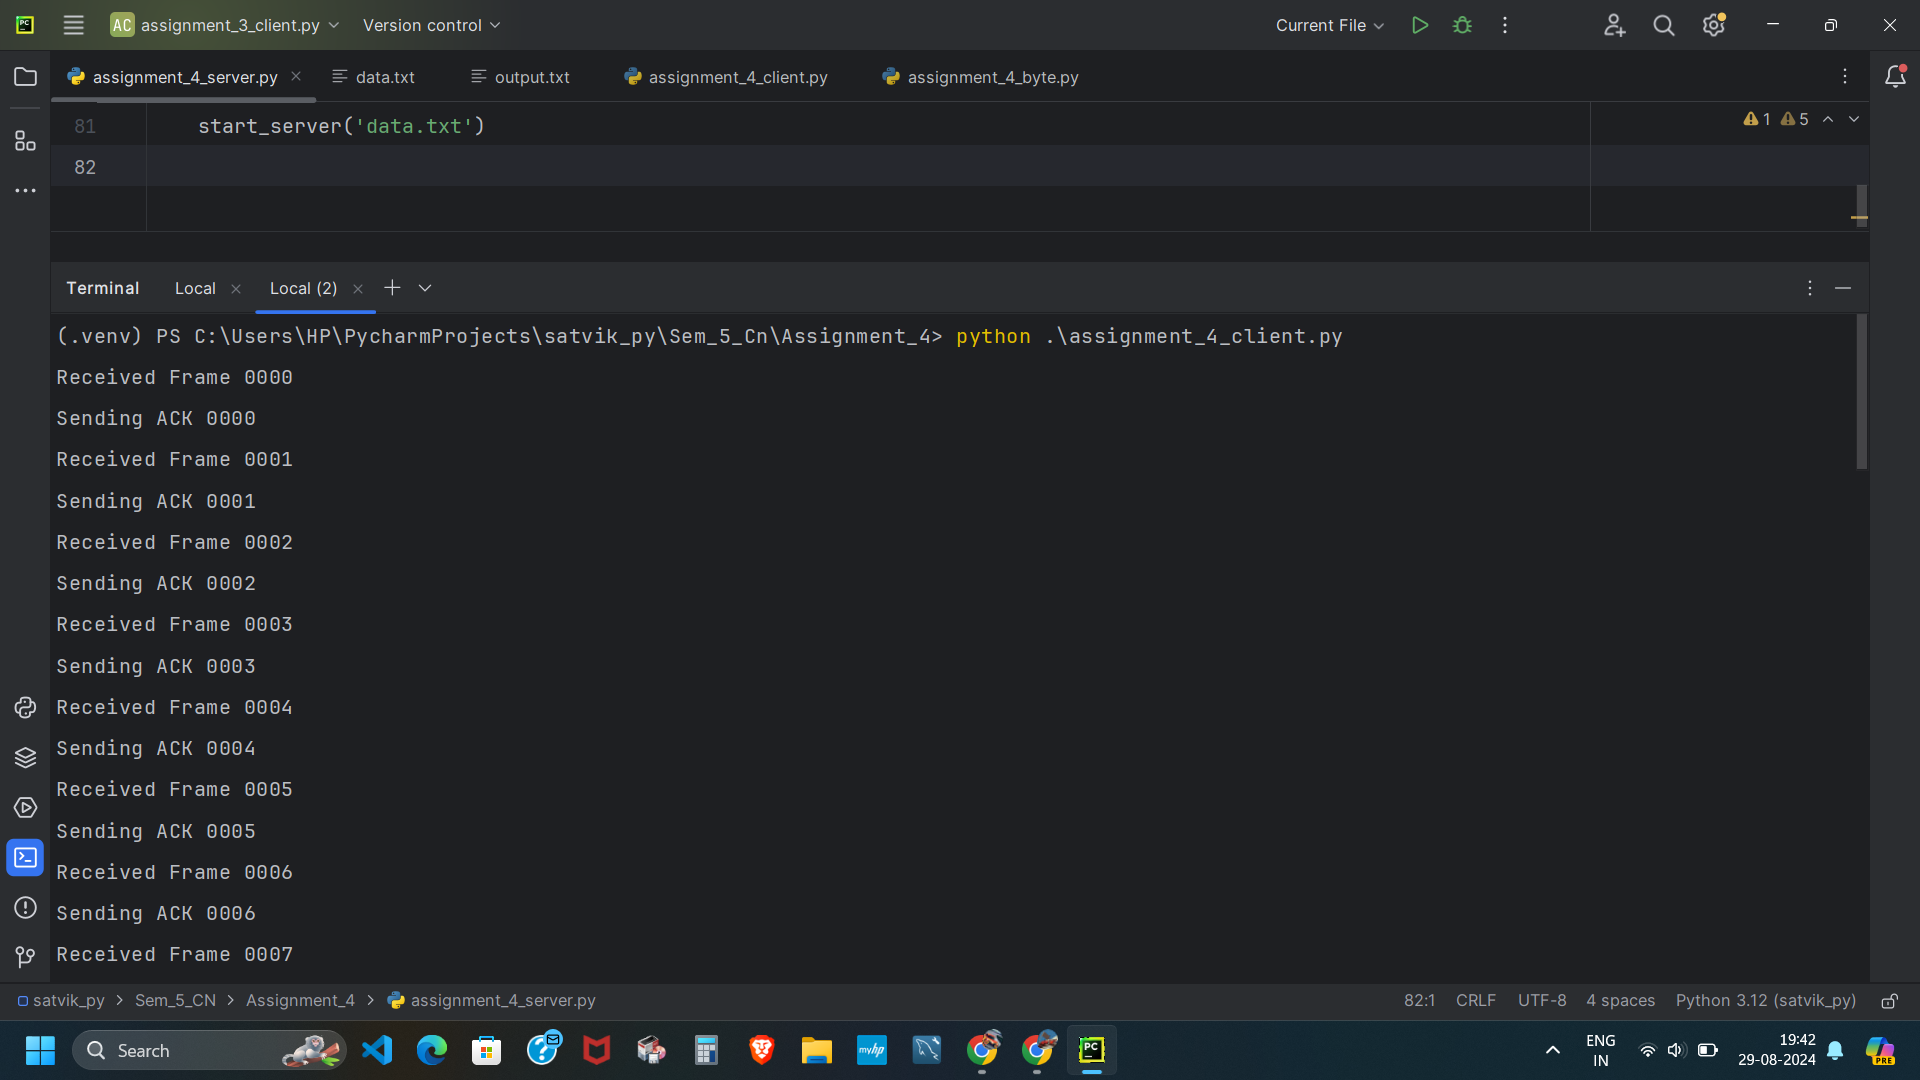 AC assignment_3_client.py Version control Current File
assignment_4_server.py data.txt output.txt assignment_4_client.py assignment_4_byte.py
81 start_server('data.txt') 1 5
82
Terminal Local Local (2)
(.venv) PS C:\Users\HP\PycharmProjects\satvik_py\Sem_5_Cn\Assignment_4> python .\assignment_4_client.py
Received Frame 0000
Sending ACK 0000
Received Frame 0001
Sending ACK 0001
Received Frame 0002
Sending ACK 0002
Received Frame 0003
Sending ACK 0003
Received Frame 0004
Sending ACK 0004
Received Frame 0005
Sending ACK 0005
Received Frame 0006
Sending ACK 0006
Received Frame 0007
satvik_py > Sem_5_CN > Assignment_4 > assignment_4_server.py 82:1 CRLF UTF-8 4 spaces Python 3.12 (satvik_py)
Search ENG 19:42
IN 29-08-2024